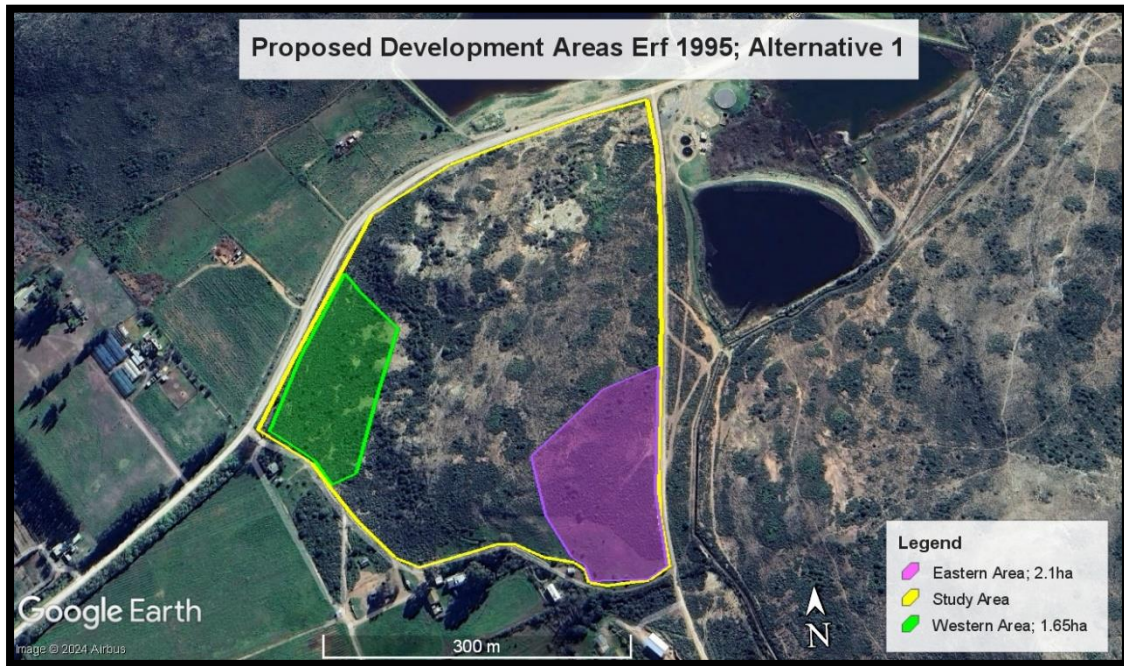 Proposed Development Areas Erf 1995; Alternative 1
Legend
Eastern Area; 2.1ha
Study Area
Western Area; 1.65ha
Google Earth
N
300 m
Image © 2024 Airbus